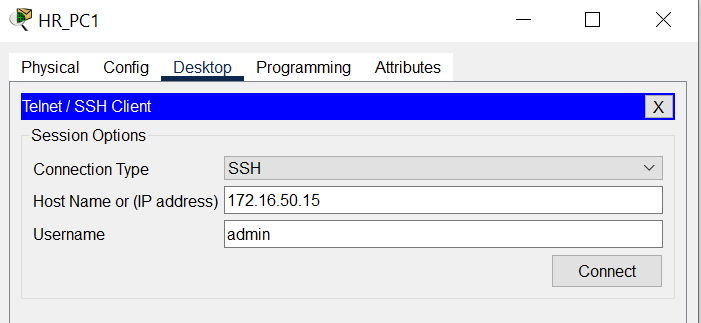 HR_PC1
Physical Config Desktop Programming Attributes
Telnet / SSH Client X
Session Options
Connection Type SSH
Host Name or (IP address) 172.16.50.15
Username admin
Connect